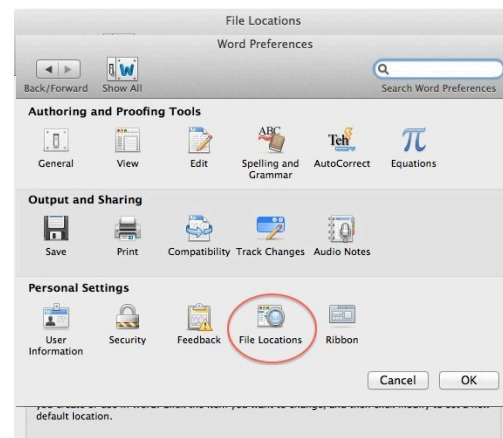 File Locations
Word Preferences
Back/Forward Show All Search Word Preferences
Authoring and Proofing Tools
ABC Teh π
General View Edit Spelling and Grammar AutoCorrect Equations
Output and Sharing
Save Print Compatibility Track Changes Audio Notes
Personal Settings
User Information Security Feedback File Locations Ribbon
Cancel OK
default location.